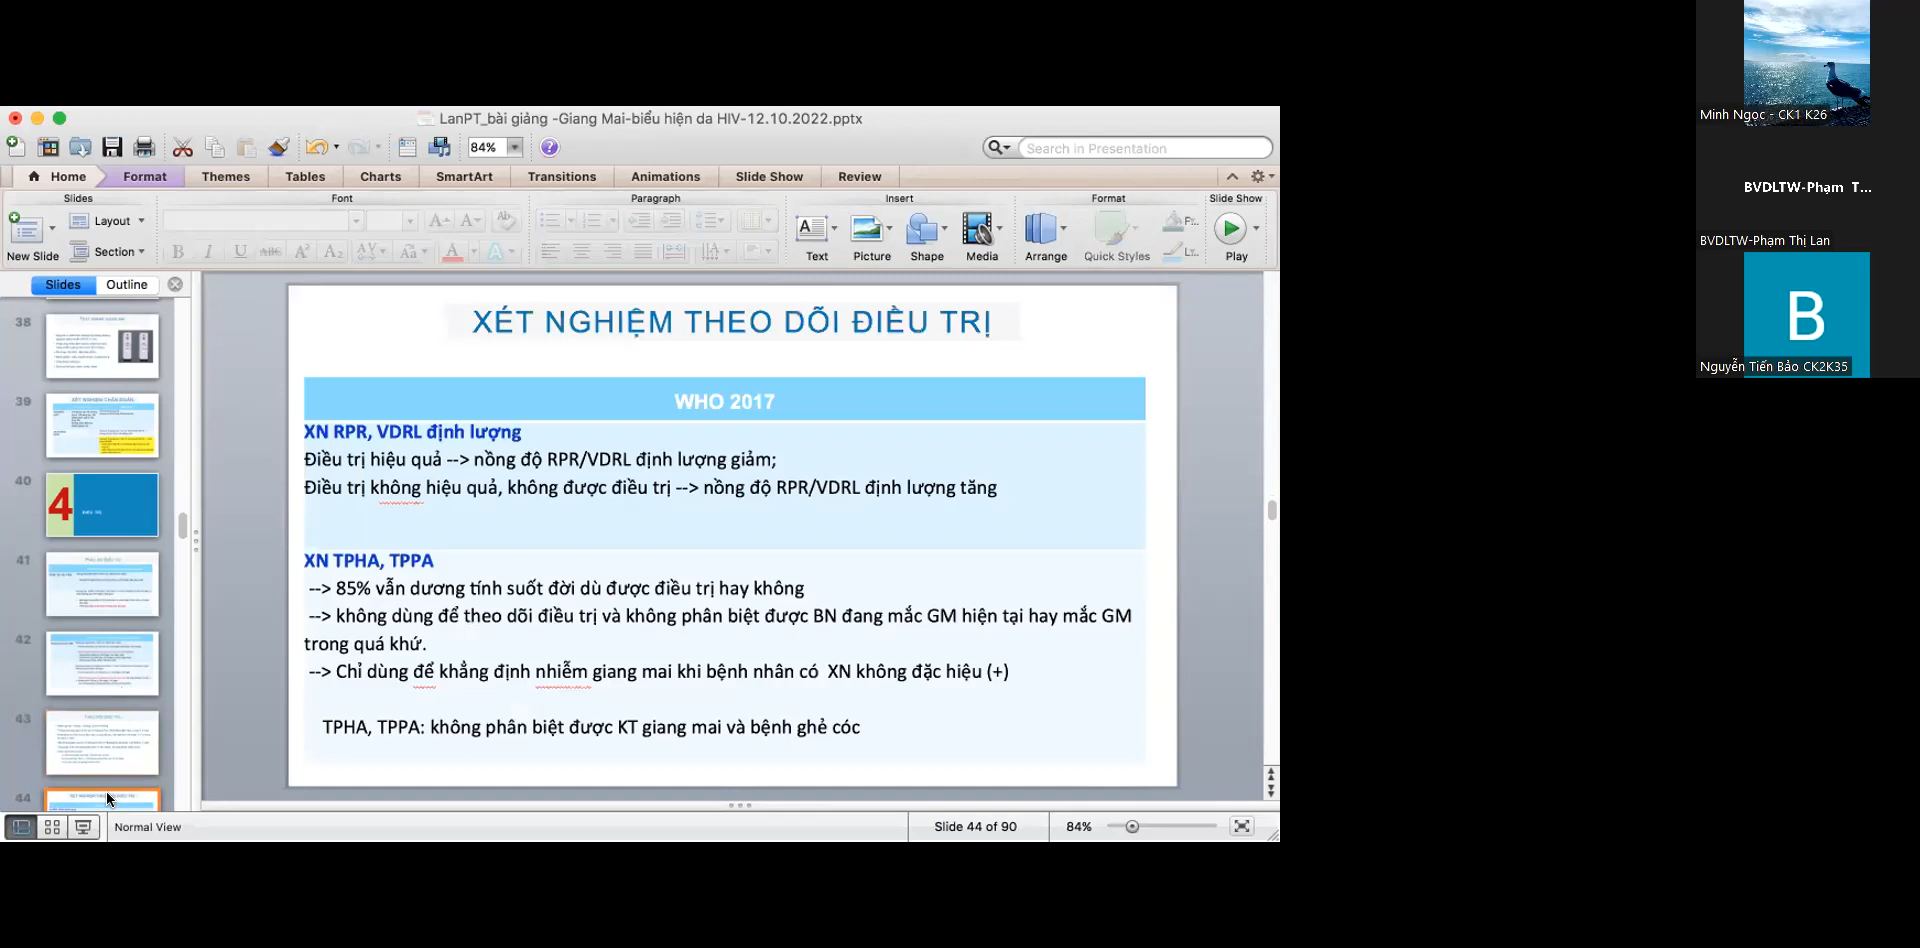 LanPT_bài giảng -Giang Mai-biểu hiện da HIV-12.10.2022.pptx
84%
Search in Presentation
Home
Format
Themes
Tables
Charts
SmartArt
Transitions
Animations
Slide Show
Review
Slides
Font
Paragraph
Insert
Format
Slide Show
Layout
Section
New Slide
Text
Picture
Shape
Media
Arrange
Quick Styles
Play
Slides
Outline
38
39
40
4
41
42
43
44
XÉT NGHIỆM THEO DÕI ĐIỀU TRỊ
WHO 2017
XN RPR, VDRL định lượng
Điều trị hiệu quả --> nồng độ RPR/VDRL định lượng giảm;
Điều trị không hiệu quả, không được điều trị --> nồng độ RPR/VDRL định lượng tăng
XN TPHA, TPPA
--> 85% vẫn dương tính suốt đời dù được điều trị hay không
--> không dùng để theo dõi điều trị và không phân biệt được BN đang mắc GM hiện tại hay mắc GM
trong quá khứ.
--> Chỉ dùng để khẳng định nhiễm giang mai khi bệnh nhân có XN không đặc hiệu (+)
TPHA, TPPA: không phân biệt được KT giang mai và bệnh ghẻ cóc
Normal View
Slide 44 of 90
84%
Minh Ngọc - CK1 K26
BVDLTW-Phạm T...
BVDLTW-Phạm Thị Lan
B
Nguyễn Tiến Bảo CK2K35